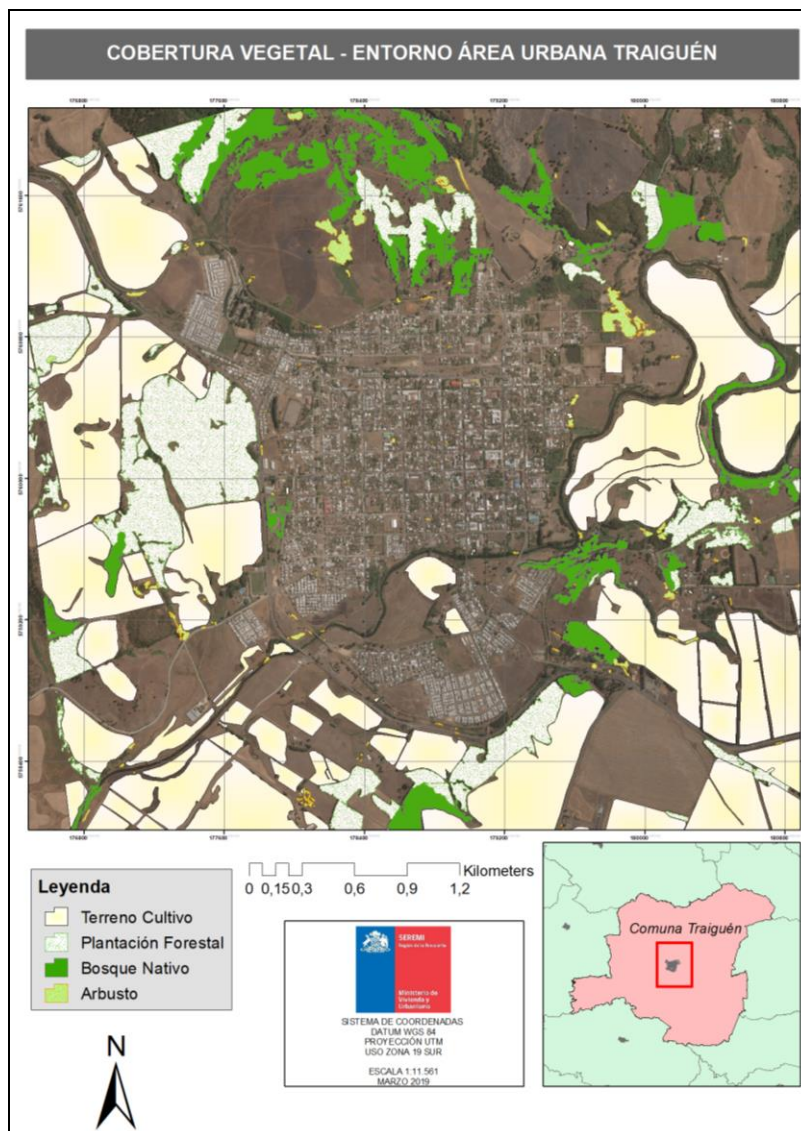 COBERTURA VEGETAL - ENTORNO ÁREA URBANA TRAIGUÉN
Leyenda
Terreno Cultivo
Plantación Forestal
Bosque Nativo
Arbusto
Kilometers
0 0,15 0,3 0,6 0,9 1,2
SEREMI
Ministerio de
Vivienda y
Urbanismo
SISTEMA DE COORDENADAS
DATUM WGS 84
PROYECCIÓN UTM
USO ZONA 19 SUR
ESCALA 1:11.561
MARZO 2019
Comuna Traiguén
N